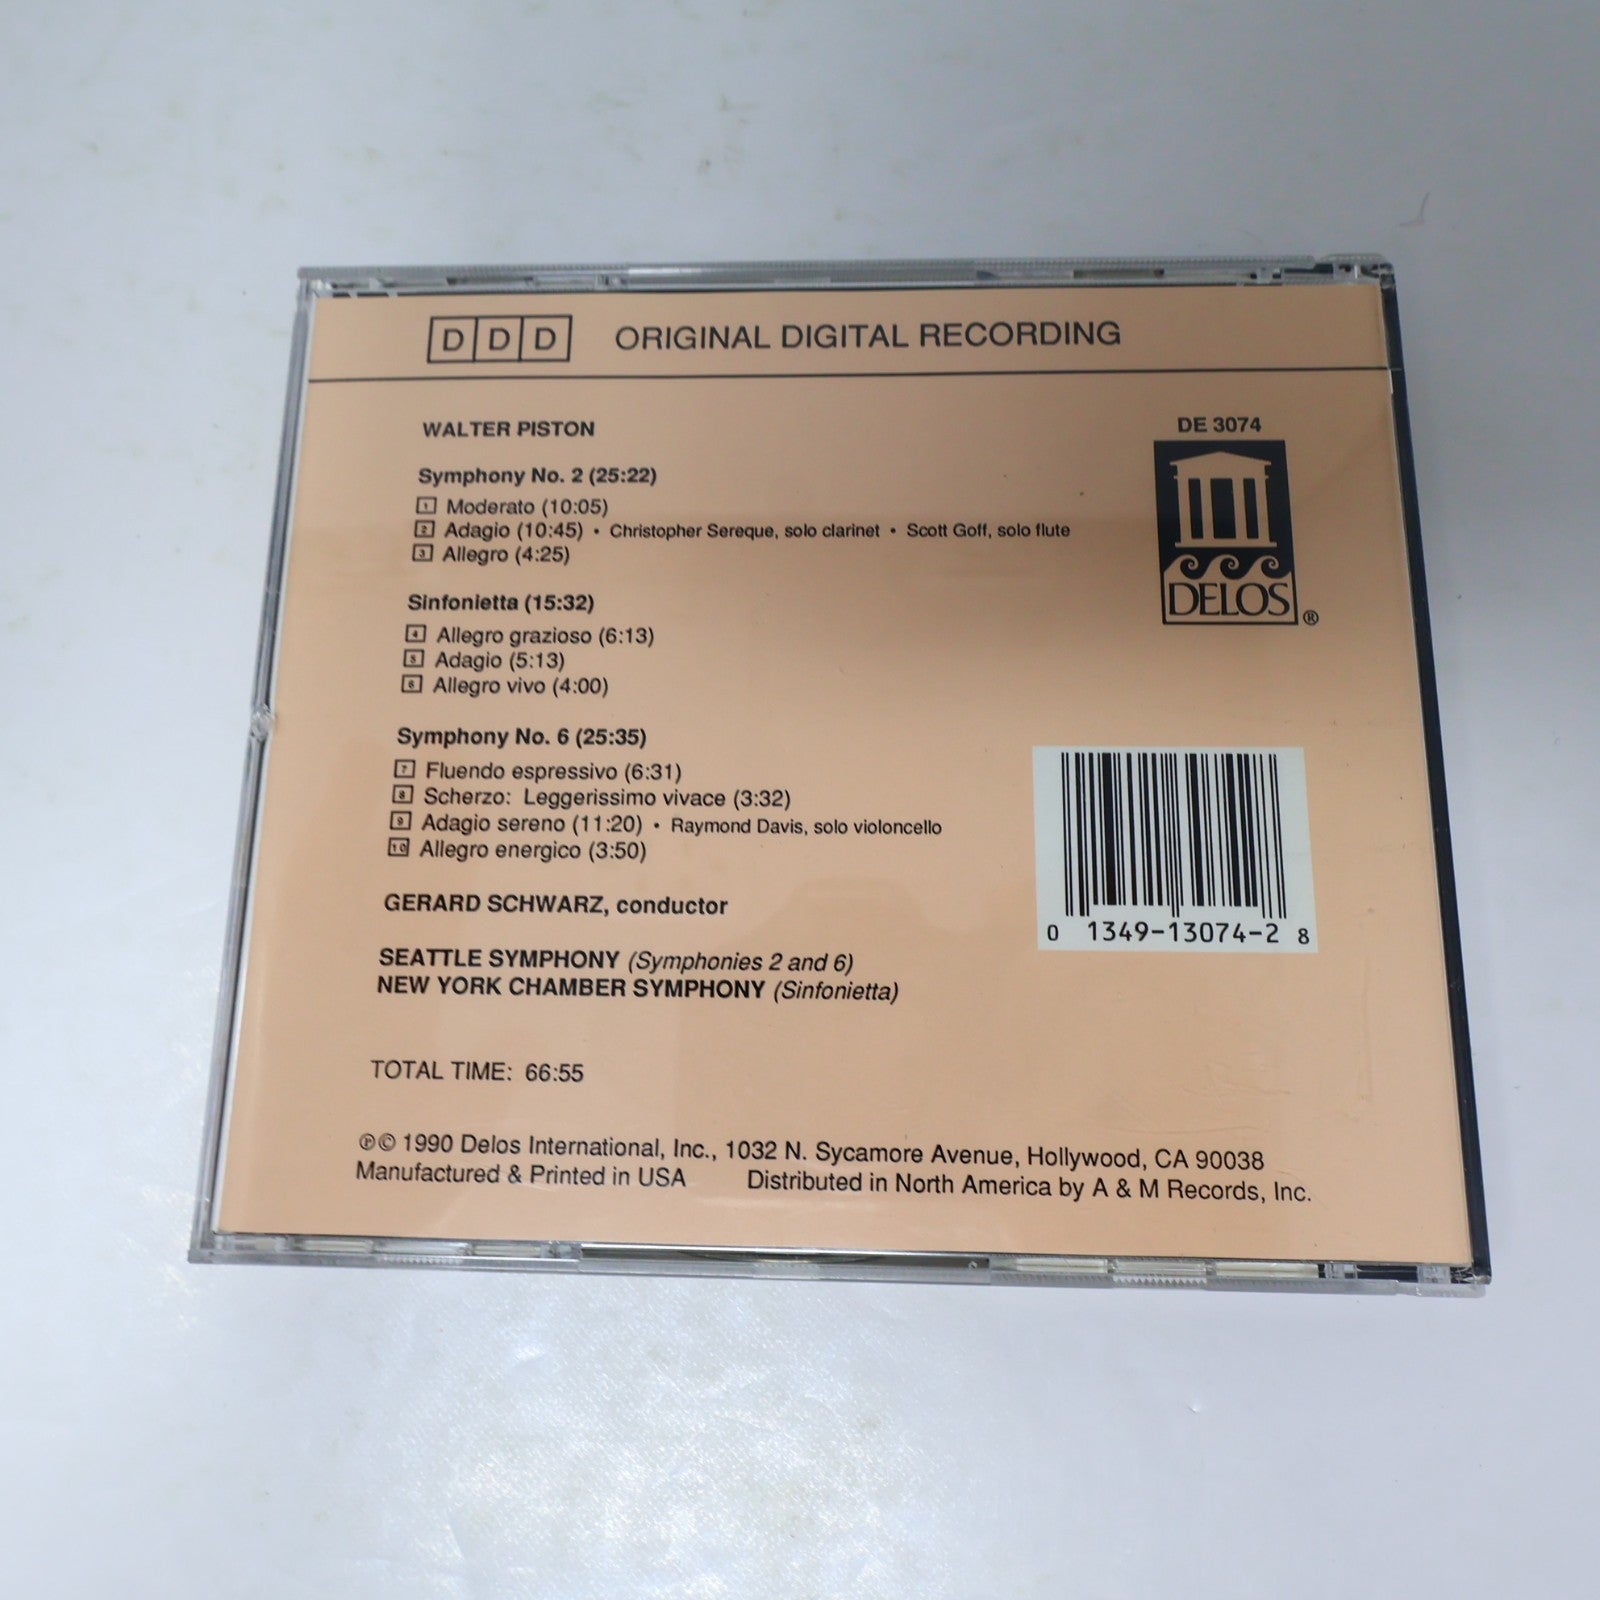 DDD ORIGINAL DIGITAL RECORDING
WALTER PISTON
DE 3074
Symphony No. 2 (25:22)
1 Moderato (10:05)
2 Adagio (10:45) • Christopher Sereque, solo clarinet • Scott Goff, solo flute
3 Allegro (4:25)
DELOS®
Sinfonietta (15:32)
4 Allegro grazioso (6:13)
5 Adagio (5:13)
6 Allegro vivo (4:00)
Symphony No. 6 (25:35)
7 Fluendo espressivo (6:31)
8 Scherzo: Leggerissimo vivace (3:32)
9 Adagio sereno (11:20) • Raymond Davis, solo violoncello
10 Allegro energico (3:50)
GERARD SCHWARZ, conductor
0 1349-13074-2 8
SEATTLE SYMPHONY (Symphonies 2 and 6)
NEW YORK CHAMBER SYMPHONY (Sinfonietta)
TOTAL TIME: 66:55
℗© 1990 Delos International, Inc., 1032 N. Sycamore Avenue, Hollywood, CA 90038
Manufactured & Printed in USA Distributed in North America by A & M Records, Inc.